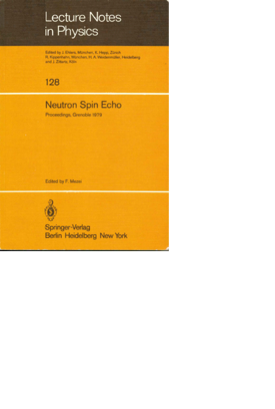 Lecture Notes
in Physics
Edited by J. Ehlers, München, K. Hepp, Zürich
R. Kippenhahn, München, H. A. Weidenmüller, Heidelberg
and J. Zittartz, Köln
128
Neutron Spin Echo
Proceedings, Grenoble 1979
Edited by F. Mezei
Springer-Verlag
Berlin Heidelberg New York